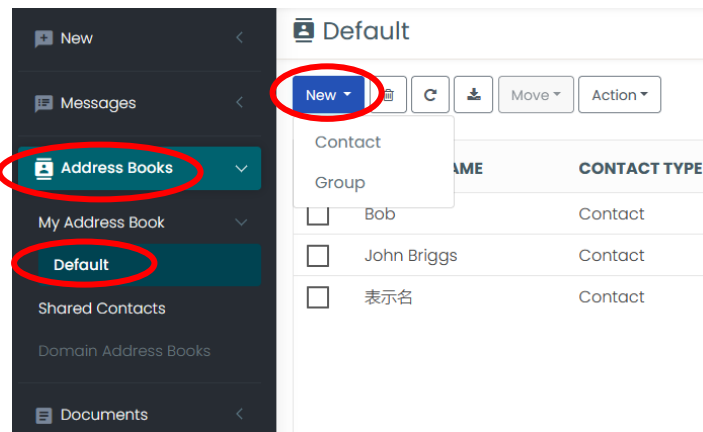 New
Messages
Address Books
My Address Book
Default
Shared Contacts
Domain Address Books
Documents
Default
New Move Action
Contact
Group
AME CONTACT TYPE
Bob Contact
John Briggs Contact
表示名 Contact